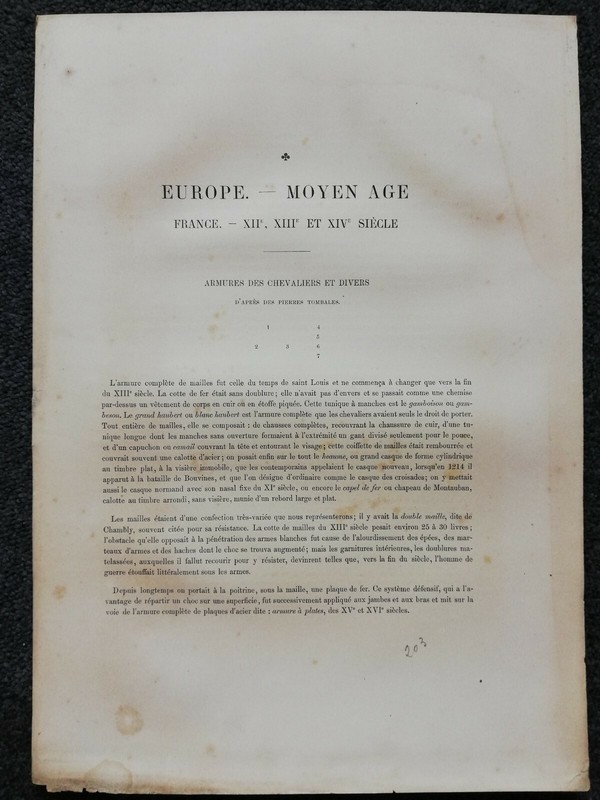 ✤
EUROPE. — MOYEN AGE
FRANCE. — XIIe, XIIIe ET XIVe SIÈCLE
ARMURES DES CHEVALIERS ET DIVERS
D'APRÈS DES PIERRES TOMBALES.
1 4
5
2 3 6
7
L'armure complète de mailles fut celle du temps de saint Louis et ne commença à changer que vers la fin
du XIIIe siècle. La cotte de fer était sans doublure; elle n'avait pas d'envers et se passait comme une chemise
par-dessus un vêtement de corps en cuir ou en étoffe piquée. Cette tunique à manches est le gamboison ou gam-
beson. Le grand haubert ou blanc haubert est l'armure complète que les chevaliers avaient seuls le droit de porter.
Tout entière de mailles, elle se composait : de chausses complètes, recouvrant la chaussure de cuir, d'une tu-
nique longue dont les manches sans ouverture formaient à l'extrémité un gant divisé seulement pour le pouce,
et d'un capuchon ou camail couvrant la tête et entourant le visage; cette coiffette de mailles était rembourrée et
couvrait souvent une calotte d'acier; on posait enfin sur le tout le heaume, ou grand casque de forme cylindrique
au timbre plat, à la visière immobile, que les contemporains appelaient le casque nouveau, lorsqu'en 1214 il
apparut à la bataille de Bouvines, et que l'on désigne d'ordinaire comme le casque des croisades; on y mettait
aussi le casque normand avec son nasal fixe du XIe siècle, ou encore le capel de fer ou chapeau de Montauban,
calotte au timbre arrondi, sans visière, munie d'un rebord large et plat.
Les mailles étaient d'une confection très-variée que nous représenterons; il y avait la double maille, dite de
Chambly, souvent citée pour sa résistance. La cotte de mailles du XIIIe siècle pesait environ 25 à 30 livres;
l'obstacle qu'elle opposait à la pénétration des armes blanches fut cause de l'alourdissement des épées, des mar-
teaux d'armes et des haches dont le choc se trouva augmenté; mais les garnitures intérieures, les doublures ma-
telassées, auxquelles il fallut recourir pour y résister, devinrent telles que, vers la fin du siècle, l'homme de
guerre étouffait littéralement sous les armes.
Depuis longtemps on portait à la poitrine, sous la maille, une plaque de fer. Ce système défensif, qui a l'a-
vantage de répartir un choc sur une superficie, fut successivement appliqué aux jambes et aux bras et mit sur la
voie de l'armure complète de plaques d'acier dite : armure à plates, des XVe et XVIe siècles.
203